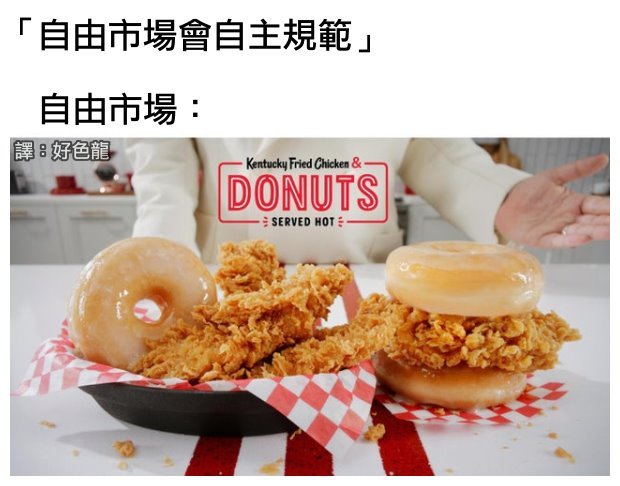 「自由市場會自主規範」
自由市場：
譯：好色龍
Kentucky Fried Chicken &
DONUTS
SERVED HOT